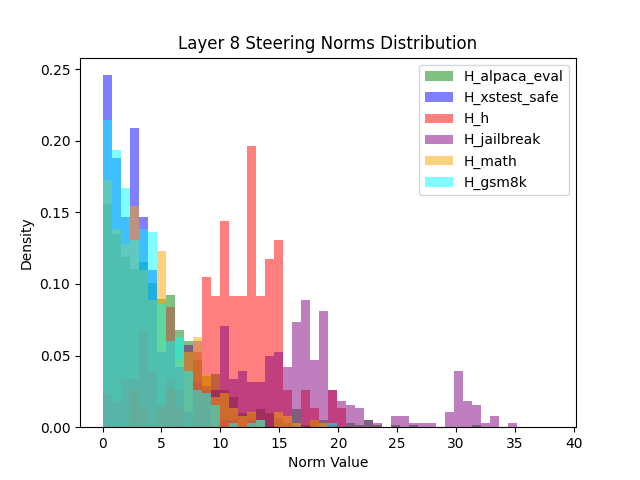 Layer 8 Steering Norms Distribution
0.25
0.20
0.15
0.10
0.05
0.00
Density
H_alpaca_eval
H_xstest_safe
H_h
H_jailbreak
H_math
H_gsm8k
0 5 10 15 20 25 30 35 40
Norm Value